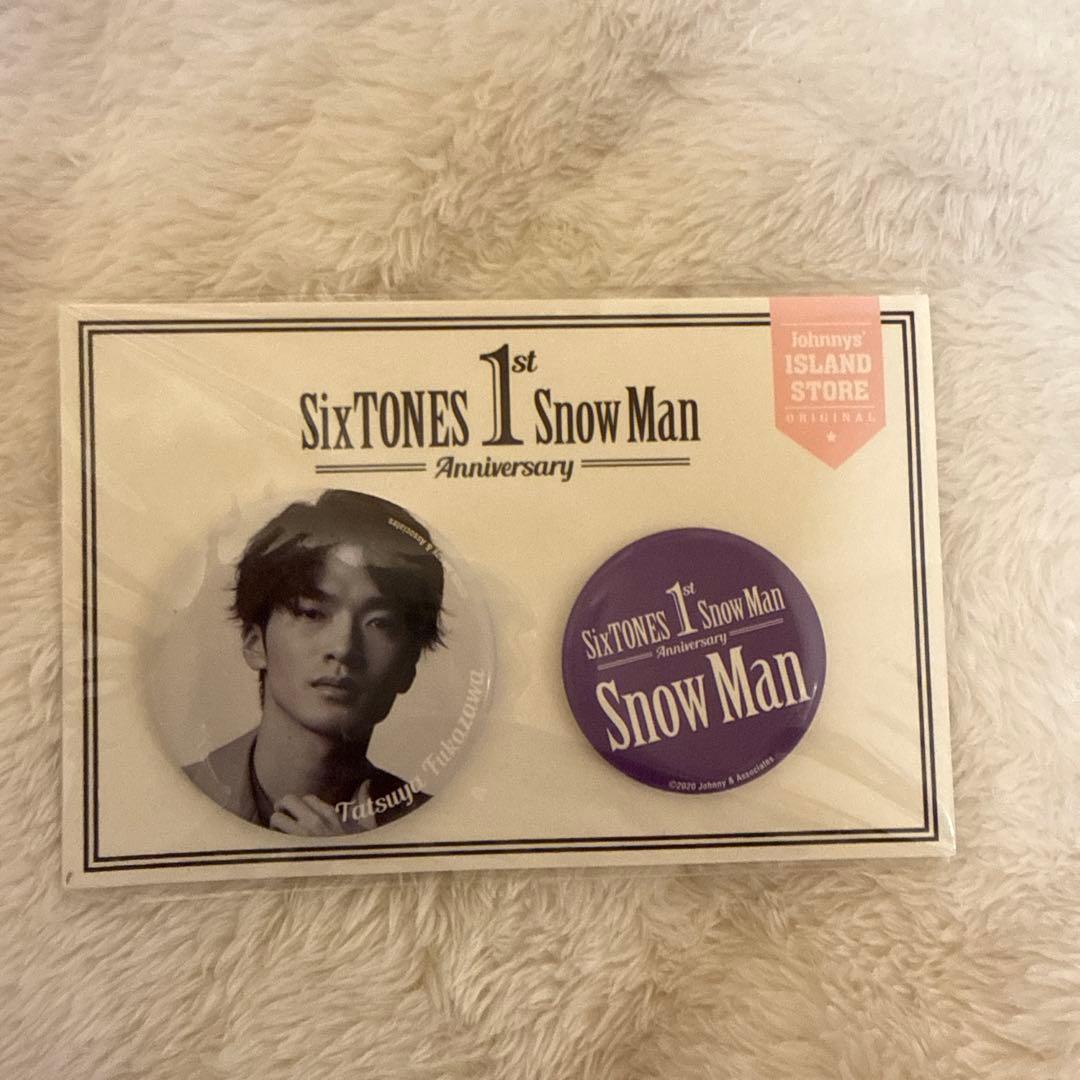 Johnnys'
ISLAND
STORE
ORIGINAL
SixTONES 1st Snow Man
Anniversary
& Associates
Tatsuya Fukazawa
SixTONES 1st Snow Man
Anniversary
Snow Man
©2020 Johnny & Associates